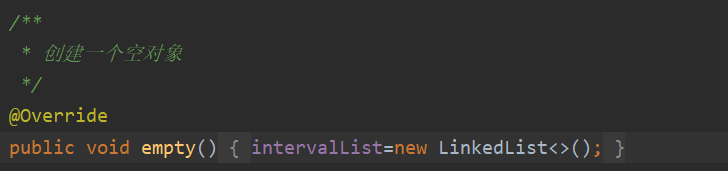 /**
 * 创建一个空对象
 */
@Override
public void empty() { intervalList=new LinkedList<>(); }